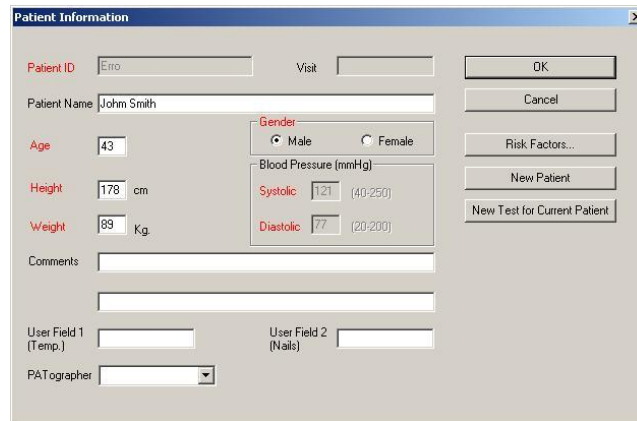 Patient Information
Patient ID Erro Visit OK
Patient Name Johm Smith Cancel
Gender
Age 43 Male Female Risk Factors...
Blood Pressure (mmHg)
Height 178 cm Systolic 121 (40-250) New Patient
Weight 89 Kg. Diastolic 77 (20-200) New Test for Current Patient
Comments
User Field 1 User Field 2
(Temp.) (Nails)
PATographer